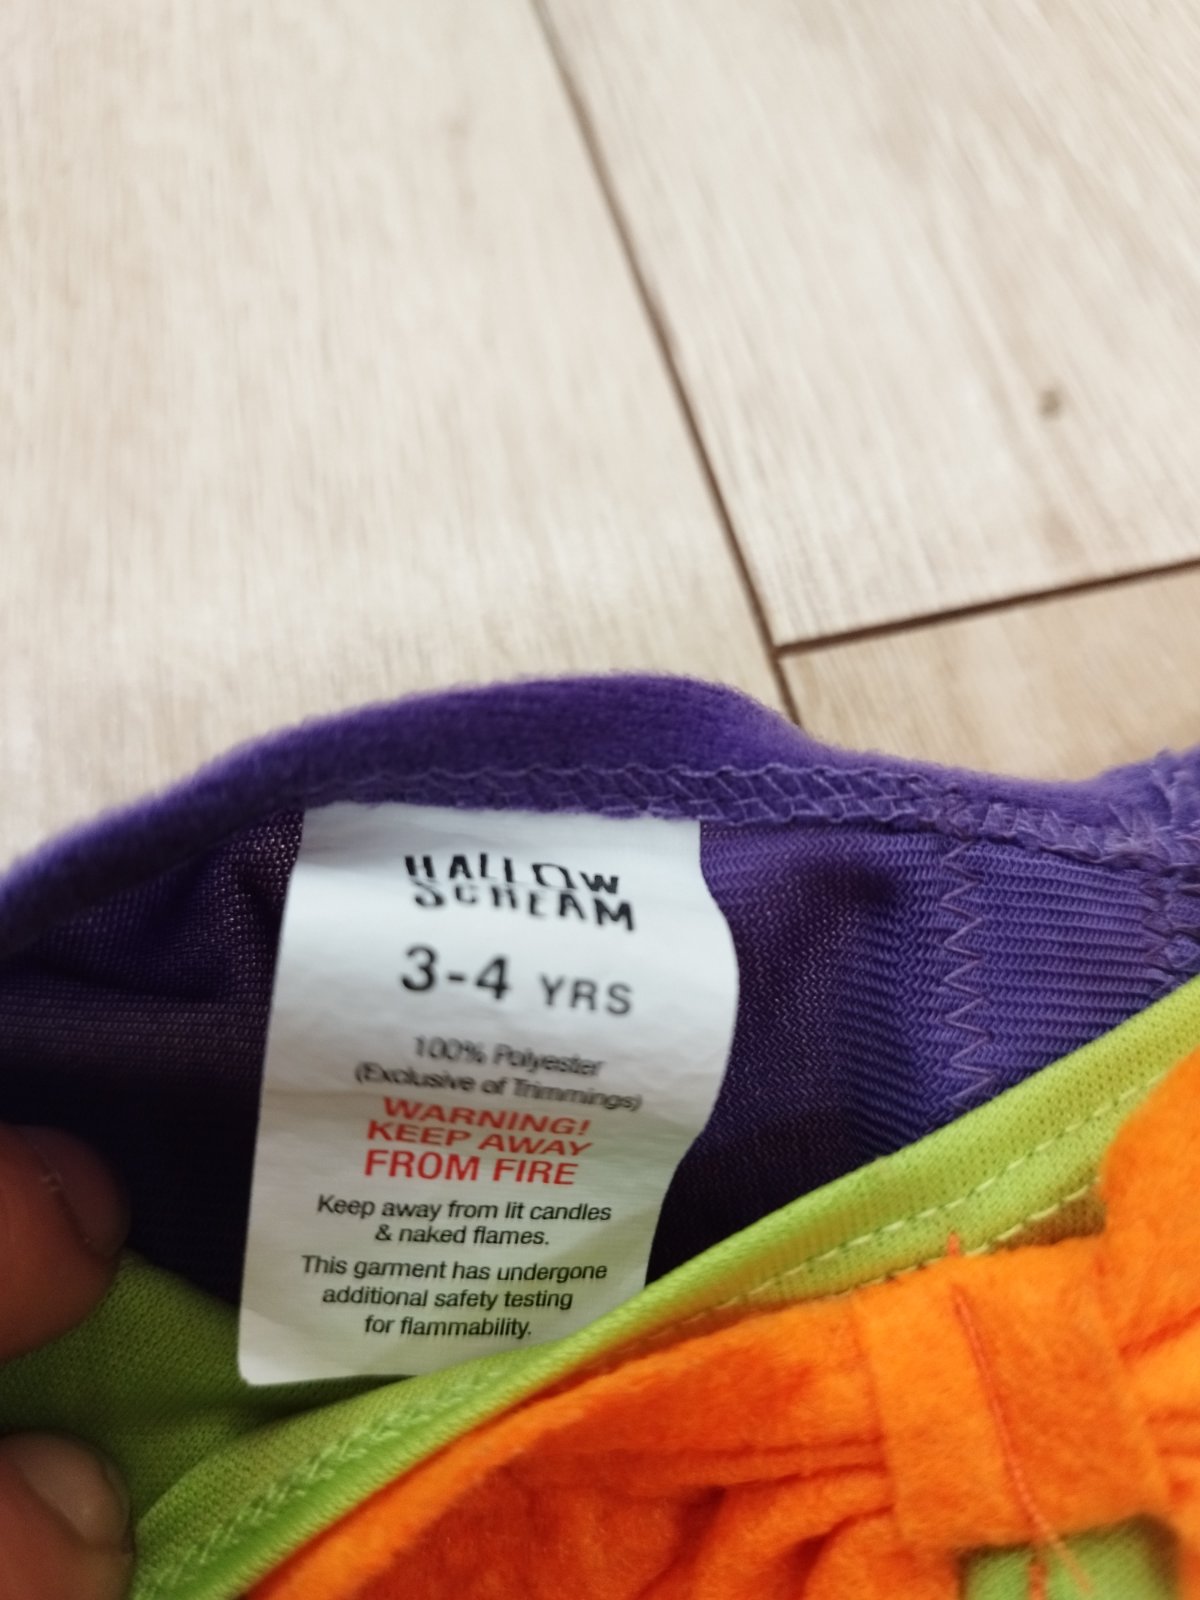 HALLOW
SCREAM
3-4 YRS
100% Polyester
(Exclusive of Trimmings)
WARNING!
KEEP AWAY
FROM FIRE
Keep away from lit candles
& naked flames.
This garment has undergone
additional safety testing
for flammability.